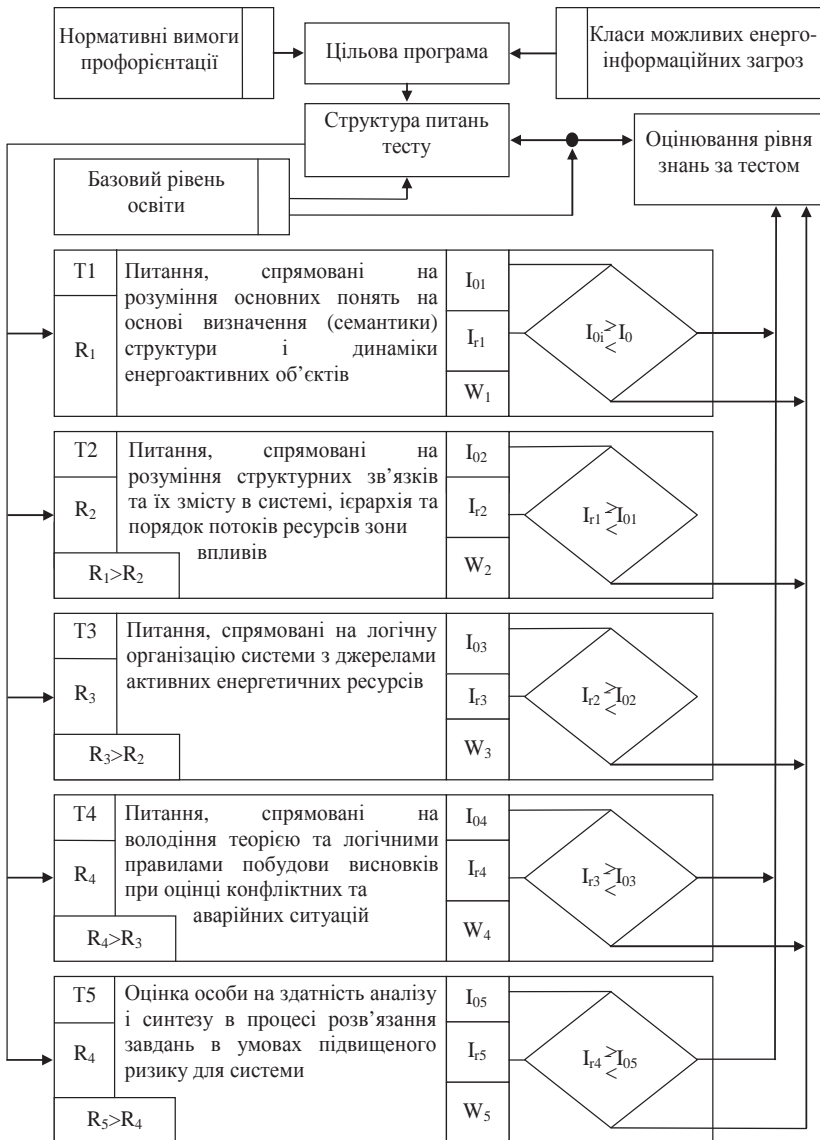 Нормативні вимоги
профорієнтації
Цільова програма
Класи можливих енерго-
інформаційних загроз
Структура питань
тесту
Оцінювання рівня
знань за тестом
Базовий рівень
освіти
T1
R₁
Питання, спрямовані на
розуміння основних понять на
основі визначення (семантики)
структури і динаміки
енергоактивних об’єктів
I₀₁
Iᵣ₁
W₁
I₀ᵢ ≷ I₀
T2
R₂
R₁>R₂
Питання, спрямовані на
розуміння структурних зв’язків
та їх змісту в системі, ієрархія та
порядок потоків ресурсів зони
впливів
I₀₂
Iᵣ₂
W₂
Iᵣ₁ ≷ I₀₁
T3
R₃
R₃>R₂
Питання, спрямовані на логічну
організацію системи з джерелами
активних енергетичних ресурсів
I₀₃
Iᵣ₃
W₃
Iᵣ₂ ≷ I₀₂
T4
R₄
R₄>R₃
Питання, спрямовані на
володіння теорією та логічними
правилами побудови висновків
при оцінці конфліктних та
аварійних ситуацій
I₀₄
Iᵣ₄
W₄
Iᵣ₃ ≷ I₀₃
T5
R₄
R₅>R₄
Оцінка особи на здатність аналізу
і синтезу в процесі розв’язання
завдань в умовах підвищеного
ризику для системи
I₀₅
Iᵣ₅
W₅
Iᵣ₄ ≷ I₀₅